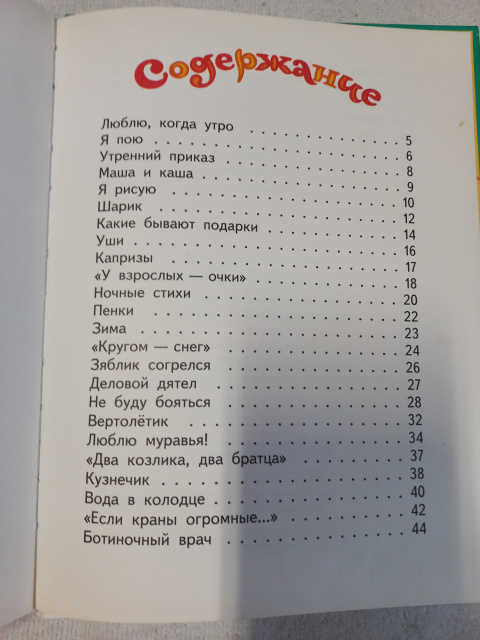 Содержание
Люблю, когда утро . . . . . . . . . . . . 5
Я пою . . . . . . . . . . . . . . . . . . . . 6
Утренний приказ . . . . . . . . . . . . . 8
Маша и каша . . . . . . . . . . . . . . . 9
Я рисую . . . . . . . . . . . . . . . . . . 10
Шарик . . . . . . . . . . . . . . . . . . . 12
Какие бывают подарки . . . . . . . . . . 14
Уши . . . . . . . . . . . . . . . . . . . . 16
Капризы . . . . . . . . . . . . . . . . . . 17
«У взрослых — очки» . . . . . . . . . . . 18
Ночные стихи . . . . . . . . . . . . . . . 20
Пенки . . . . . . . . . . . . . . . . . . . 22
Зима . . . . . . . . . . . . . . . . . . . . 23
«Кругом — снег» . . . . . . . . . . . . . 24
Зяблик согрелся . . . . . . . . . . . . . 26
Деловой дятел . . . . . . . . . . . . . . 27
Не буду бояться . . . . . . . . . . . . . 28
Вертолётик . . . . . . . . . . . . . . . . 32
Люблю муравья! . . . . . . . . . . . . . 34
«Два козлика, два братца» . . . . . . . . 37
Кузнечик . . . . . . . . . . . . . . . . . 38
Вода в колодце . . . . . . . . . . . . . . 40
«Если краны огромные...» . . . . . . . . 42
Ботиночный врач . . . . . . . . . . . . . 44